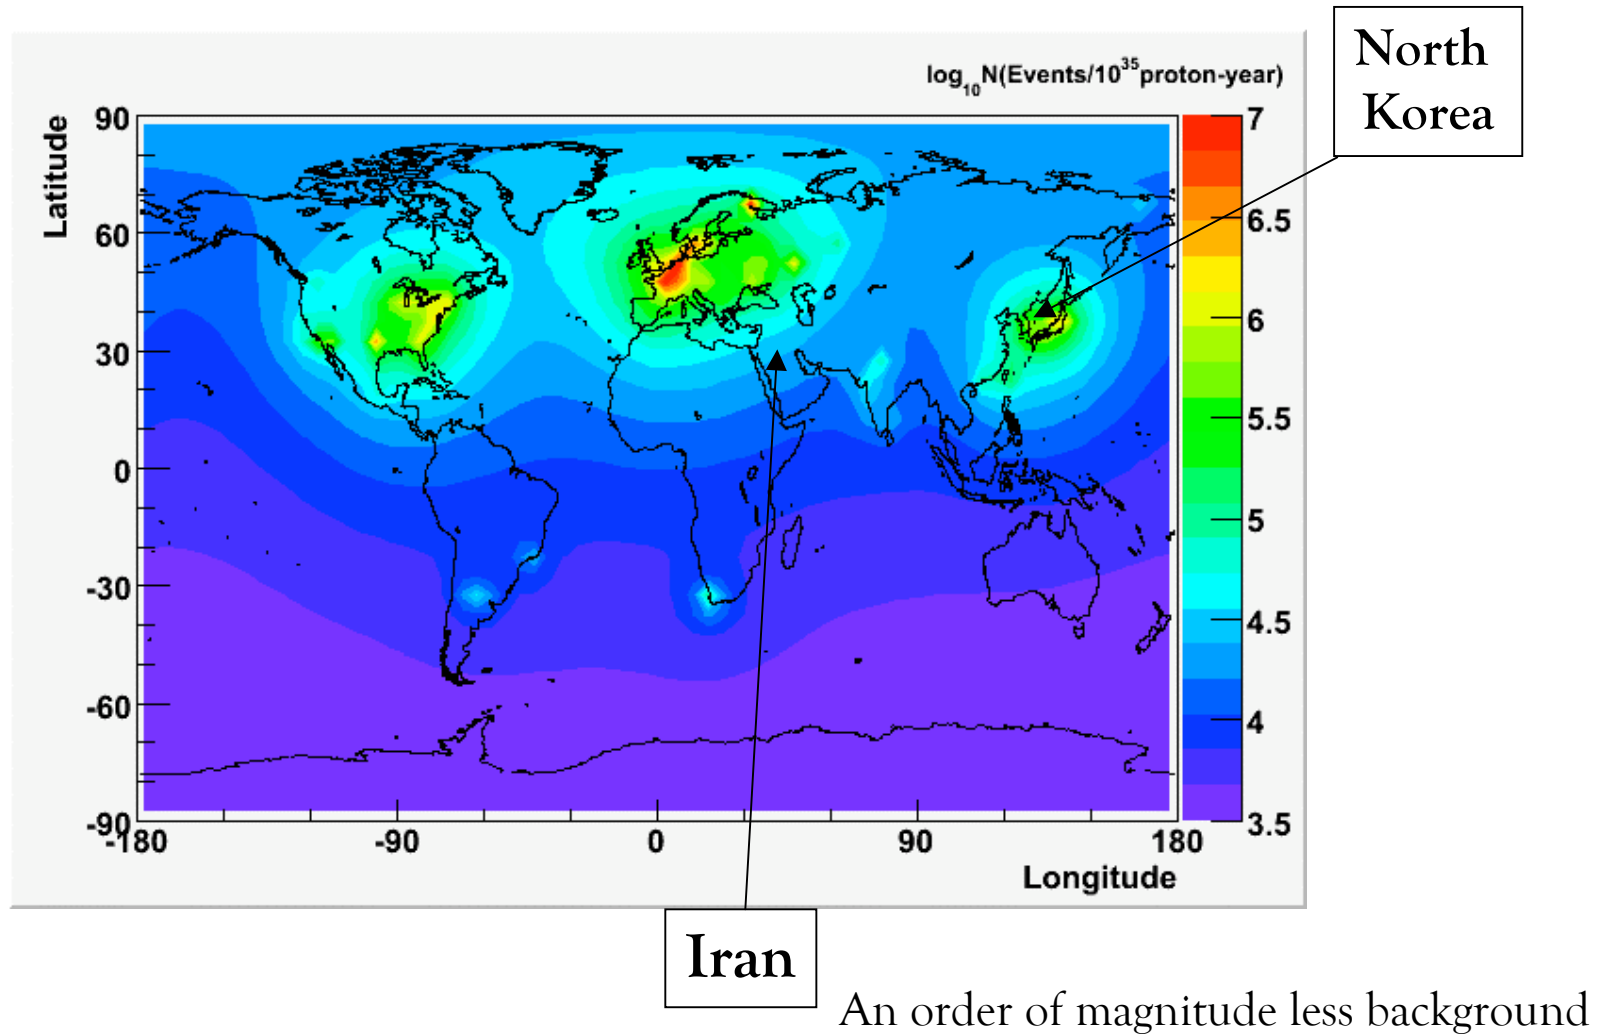 North
Korea
log10N(Events/10^35proton-year)
Latitude
90
60
30
0
-30
-60
-90
7
6.5
6
5.5
5
4.5
4
3.5
-180
-90
0
90
180
Longitude
Iran
An order of magnitude less background